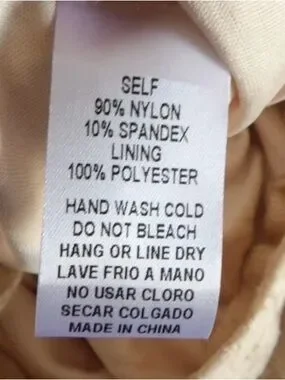 SELF
90% NYLON
10% SPANDEX
LINING
100% POLYESTER
HAND WASH COLD
DO NOT BLEACH
HANG OR LINE DRY
LAVE FRIO A MANO
NO USAR CLORO
SECAR COLGADO
MADE IN CHINA